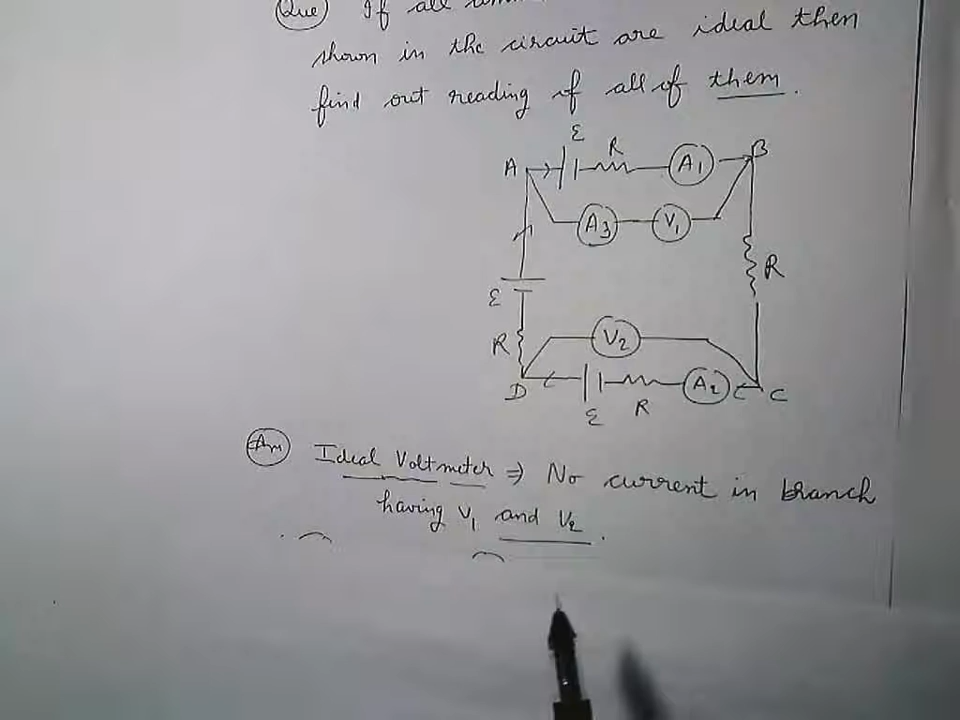 Que If all
shown in the circuit are ideal then
find out reading of all of them.
ε
A R A1 B
A3 V1
R
ε
R V2
D A2 C
ε R
Ans Ideal Voltmeter ⇒ No current in branch
having V1 and V2.